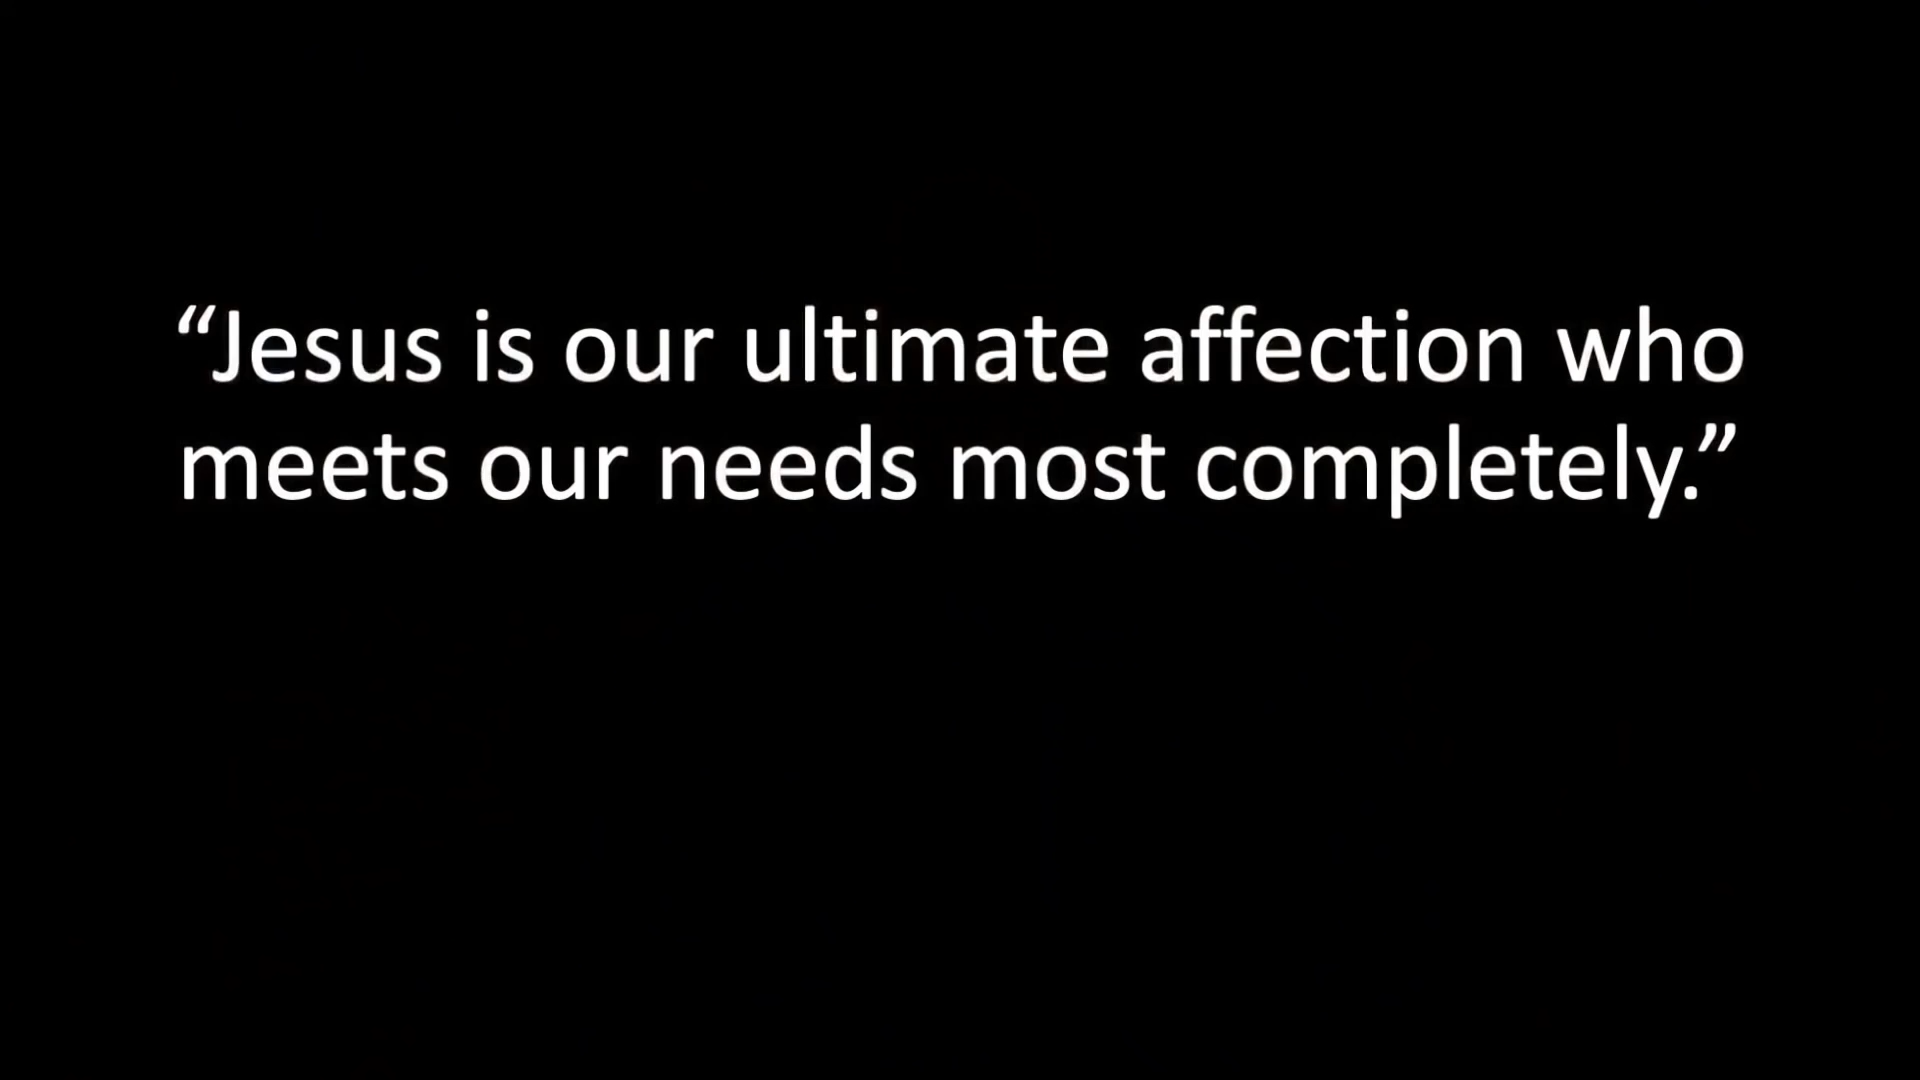 “Jesus is our ultimate affection who
meets our needs most completely.”